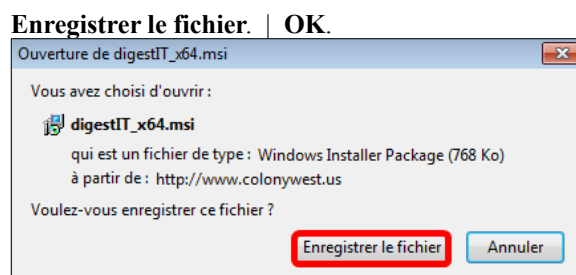 Enregistrer le fichier. | OK.
Ouverture de digestIT_x64.msi
Vous avez choisi d'ouvrir :
digestIT_x64.msi
qui est un fichier de type : Windows Installer Package (768 Ko)
à partir de : http://www.colonywest.us
Voulez-vous enregistrer ce fichier ?
Enregistrer le fichier Annuler